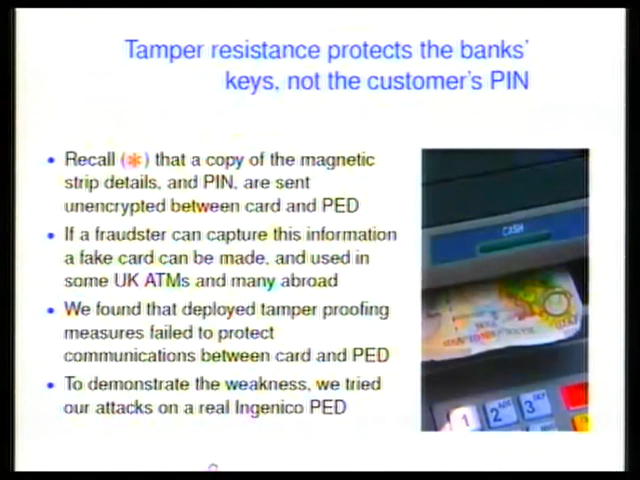 Tamper resistance protects the banks'
keys, not the customer's PIN
• Recall (*) that a copy of the magnetic
strip details, and PIN, are sent
unencrypted between card and PED
• If a fraudster can capture this information
a fake card can be made, and used in
some UK ATMs and many abroad
• We found that deployed tamper proofing
measures failed to protect
communications between card and PED
• To demonstrate the weakness, we tried
our attacks on a real Ingenico PED
CASH
1 2 3